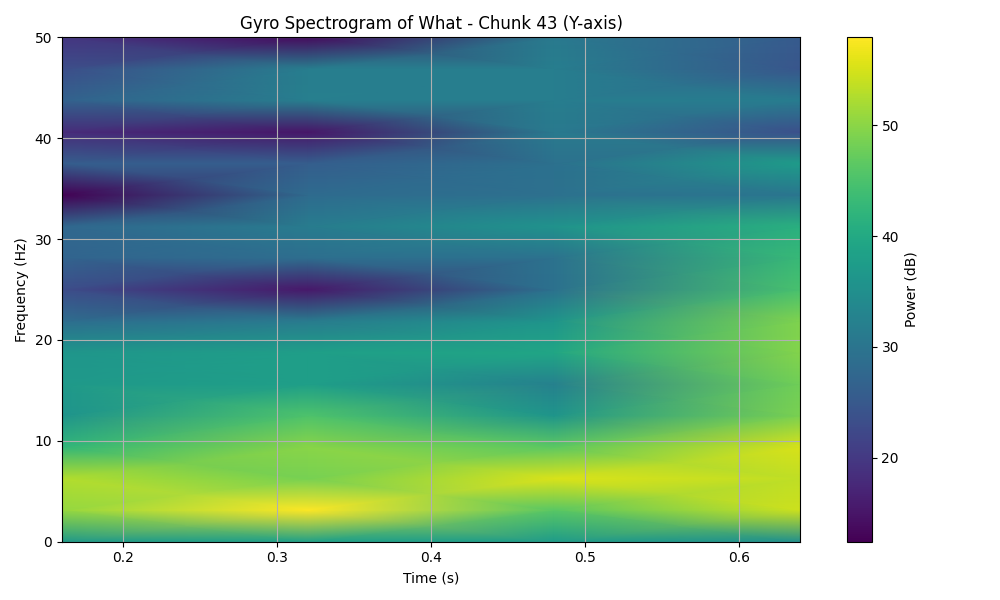 Gyro Spectrogram of What - Chunk 43 (Y-axis)
50
40
30
20
10
0
Frequency (Hz)
0.2 0.3 0.4 0.5 0.6
Time (s)
50
40
30
20
Power (dB)